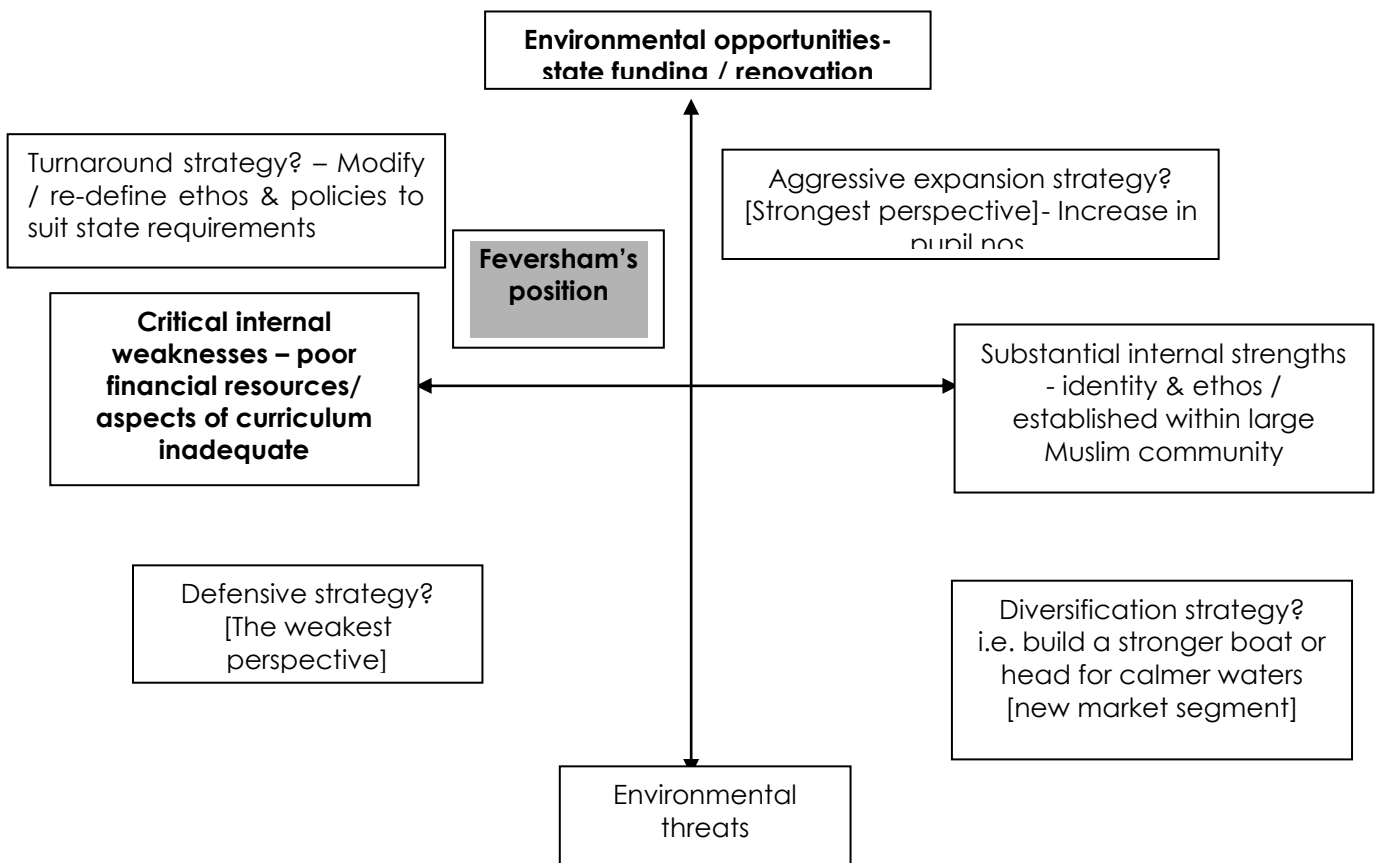 Environmental opportunities-
state funding / renovation
Turnaround strategy? – Modify
/ re-define ethos & policies to
suit state requirements
Aggressive expansion strategy?
[Strongest perspective]- Increase in
pupil nos
Feversham’s
position
Critical internal
weaknesses – poor
financial resources/
aspects of curriculum
inadequate
Substantial internal strengths
- identity & ethos /
established within large
Muslim community
Defensive strategy?
[The weakest
perspective]
Diversification strategy?
i.e. build a stronger boat or
head for calmer waters
[new market segment]
Environmental
threats